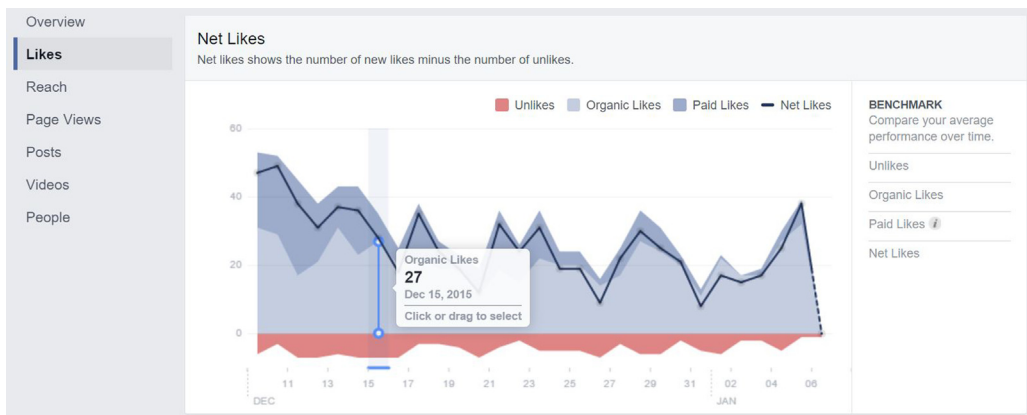 Overview
Likes
Reach
Page Views
Posts
Videos
People
Net Likes
Net likes shows the number of new likes minus the number of unlikes.
Unlikes Organic Likes Paid Likes Net Likes
60
40
20
0
Organic Likes
27
Dec 15, 2015
Click or drag to select
11 13 15 17 19 21 23 25 27 29 31 02 04 06
DEC JAN
BENCHMARK
Compare your average
performance over time.
Unlikes
Organic Likes
Paid Likes i
Net Likes